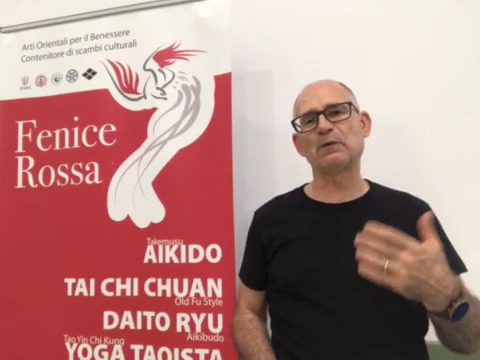 Arti Orientali per il Benessere
Contenitore di scambi culturali
Fenice
Rossa
Takemusu
AIKIDO
TAI CHI CHUAN
Old Fu Style
DAITO RYU
Aikibudo
Tao Yin Chi Kung
YOGA TAOISTA